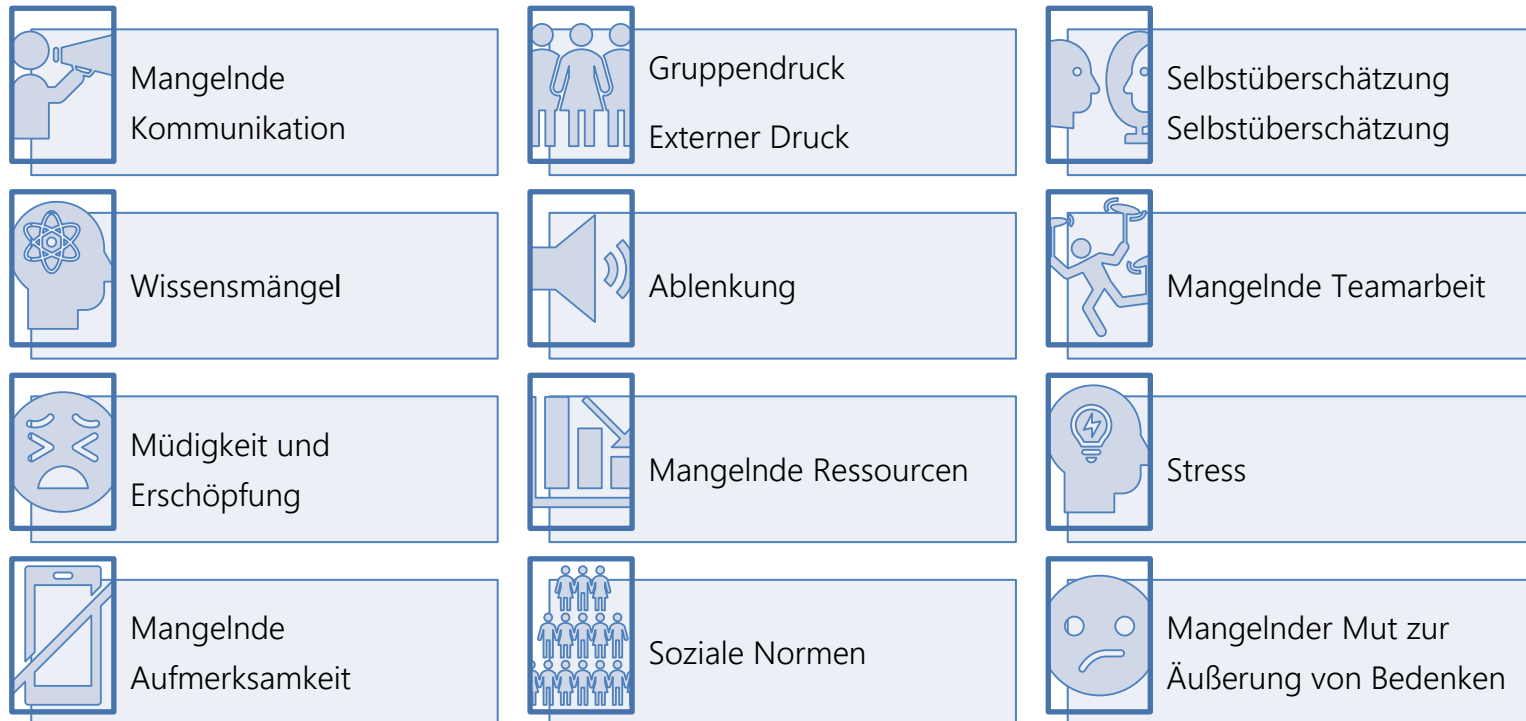 Mangelnde
Kommunikation
Gruppendruck
Externer Druck
Selbstüberschätzung
Selbstüberschätzung
Wissensmängel
Ablenkung
Mangelnde Teamarbeit
Müdigkeit und
Erschöpfung
Mangelnde Ressourcen
Stress
Mangelnde
Aufmerksamkeit
Soziale Normen
Mangelnder Mut zur
Äußerung von Bedenken